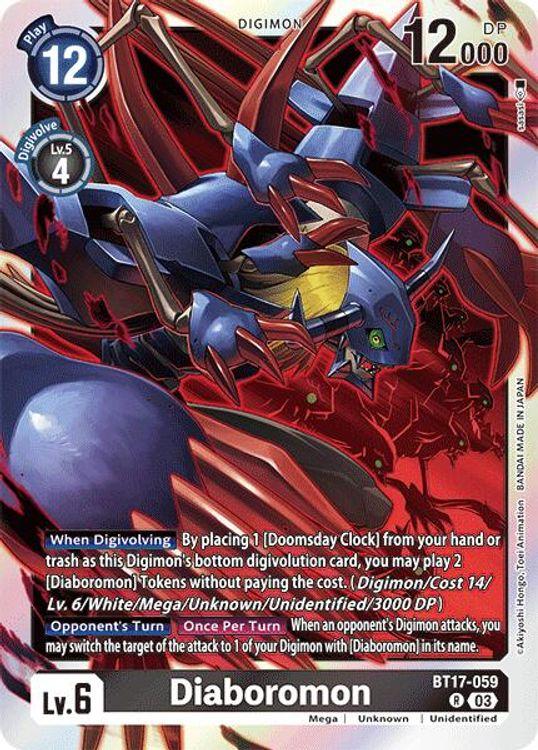 Play
12
DIGIMON
DP
12000
Digivolve
Lv.5
4
BANDAI MADE IN JAPAN
©Akiyoshi Hongo, Toei Animation
When Digivolving By placing 1 [Doomsday Clock] from your hand or
trash as this Digimon's bottom digivolution card, you may play 2
[Diaboromon] Tokens without paying the cost. (Digimon/Cost 14/
Lv. 6/White/Mega/Unknown/Unidentified/3000 DP)
Opponent's Turn Once Per Turn When an opponent's Digimon attacks, you
may switch the target of the attack to 1 of your Digimon with [Diaboromon] in its name.
Lv.6
Diaboromon
BT17-059
R 03
Mega | Unknown | Unidentified